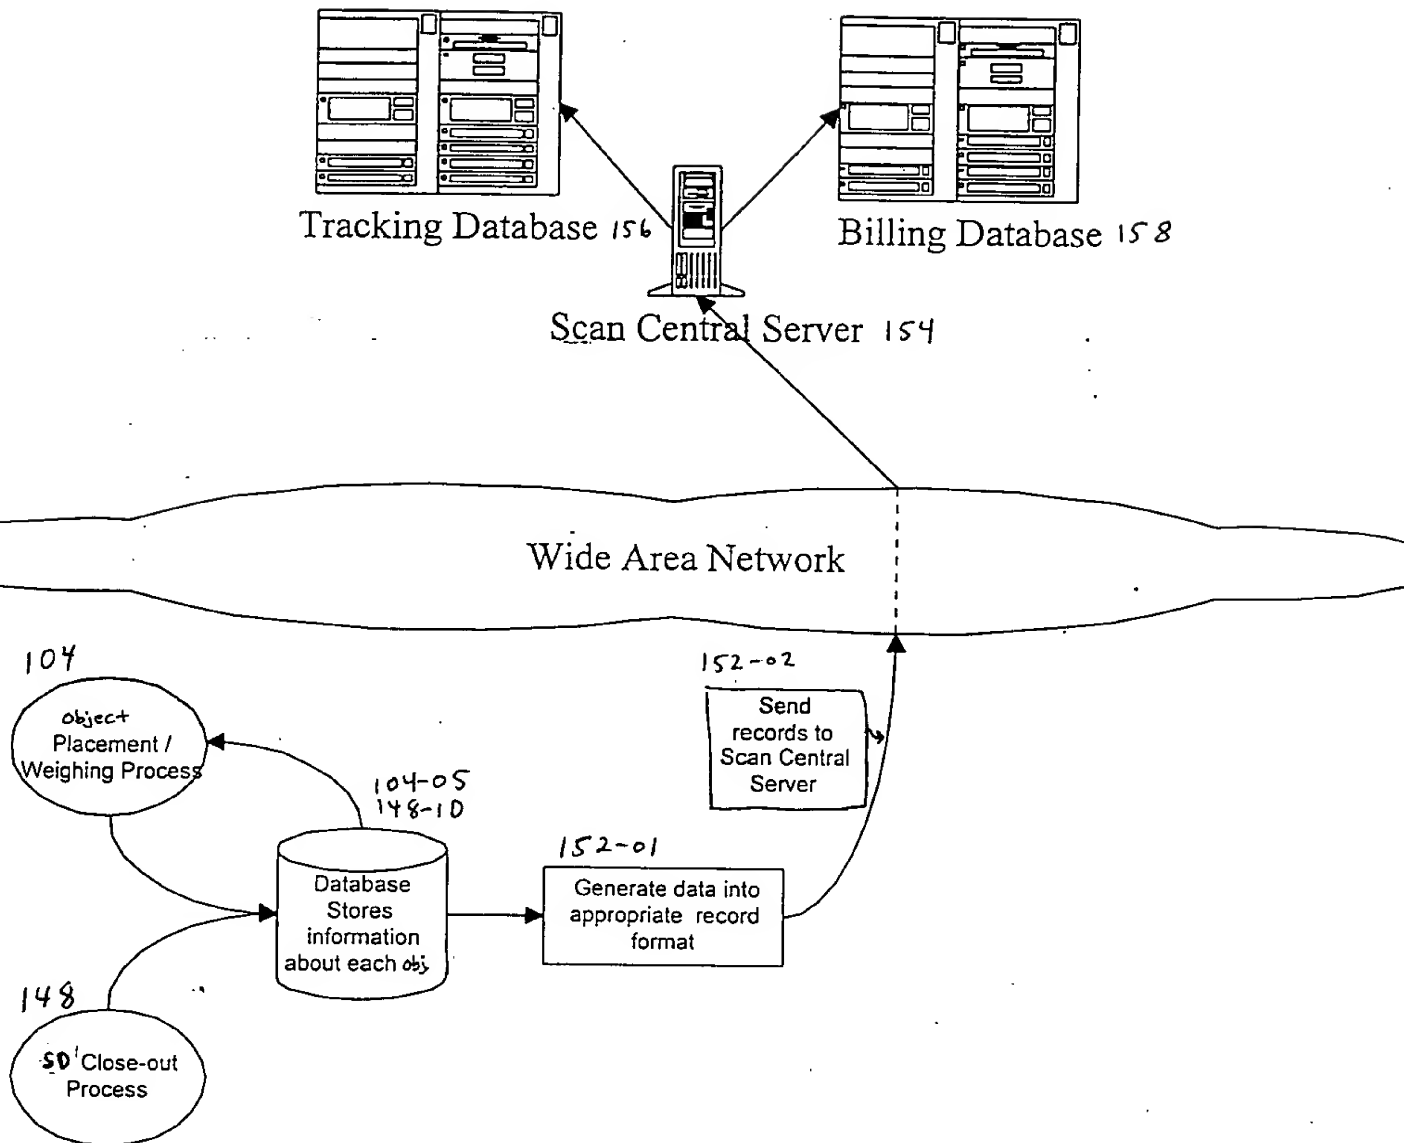 Tracking Database 156
Billing Database 158
Scan Central Server 154
Wide Area Network
104
object
Placement /
Weighing Process
104-05
148-10
152-02
Send
records to
Scan Central
Server
152-01
Database
Stores
information
about each obj
Generate data into
appropriate record
format
148
SD Close-out
Process